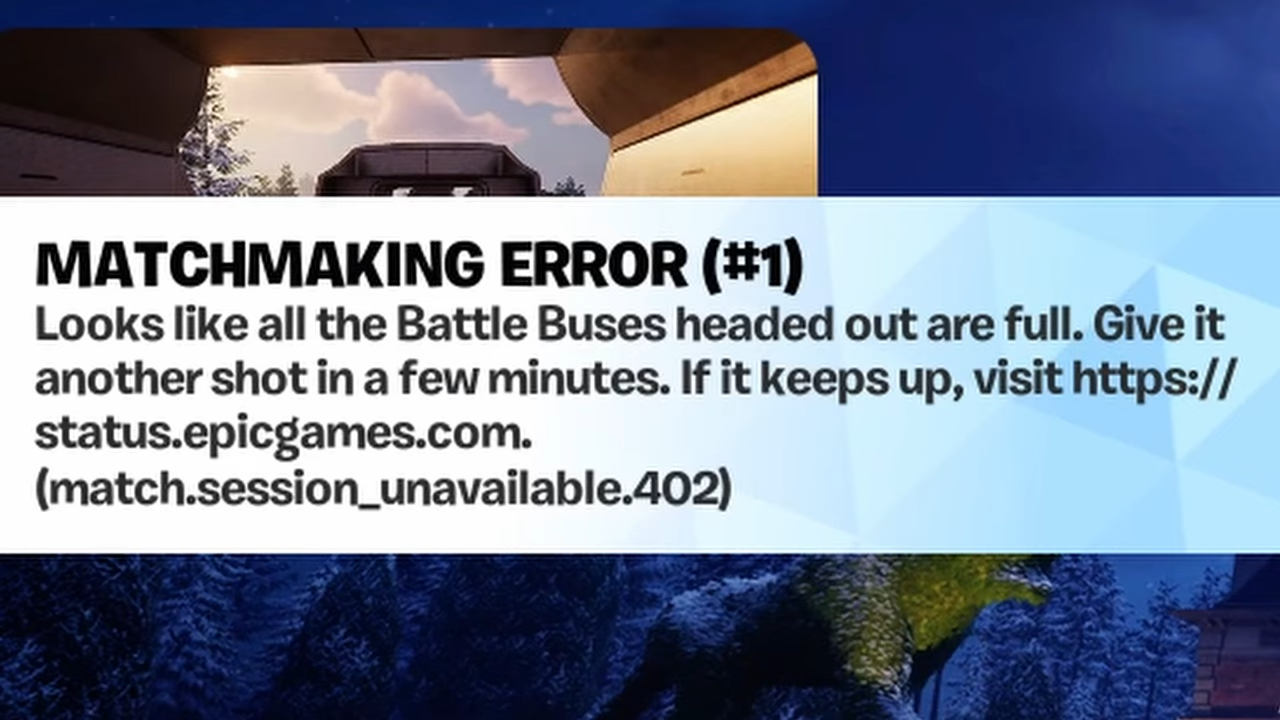 MATCHMAKING ERROR (#1)
Looks like all the Battle Buses headed out are full. Give it
another shot in a few minutes. If it keeps up, visit https://
status.epicgames.com.
(match.session_unavailable.402)